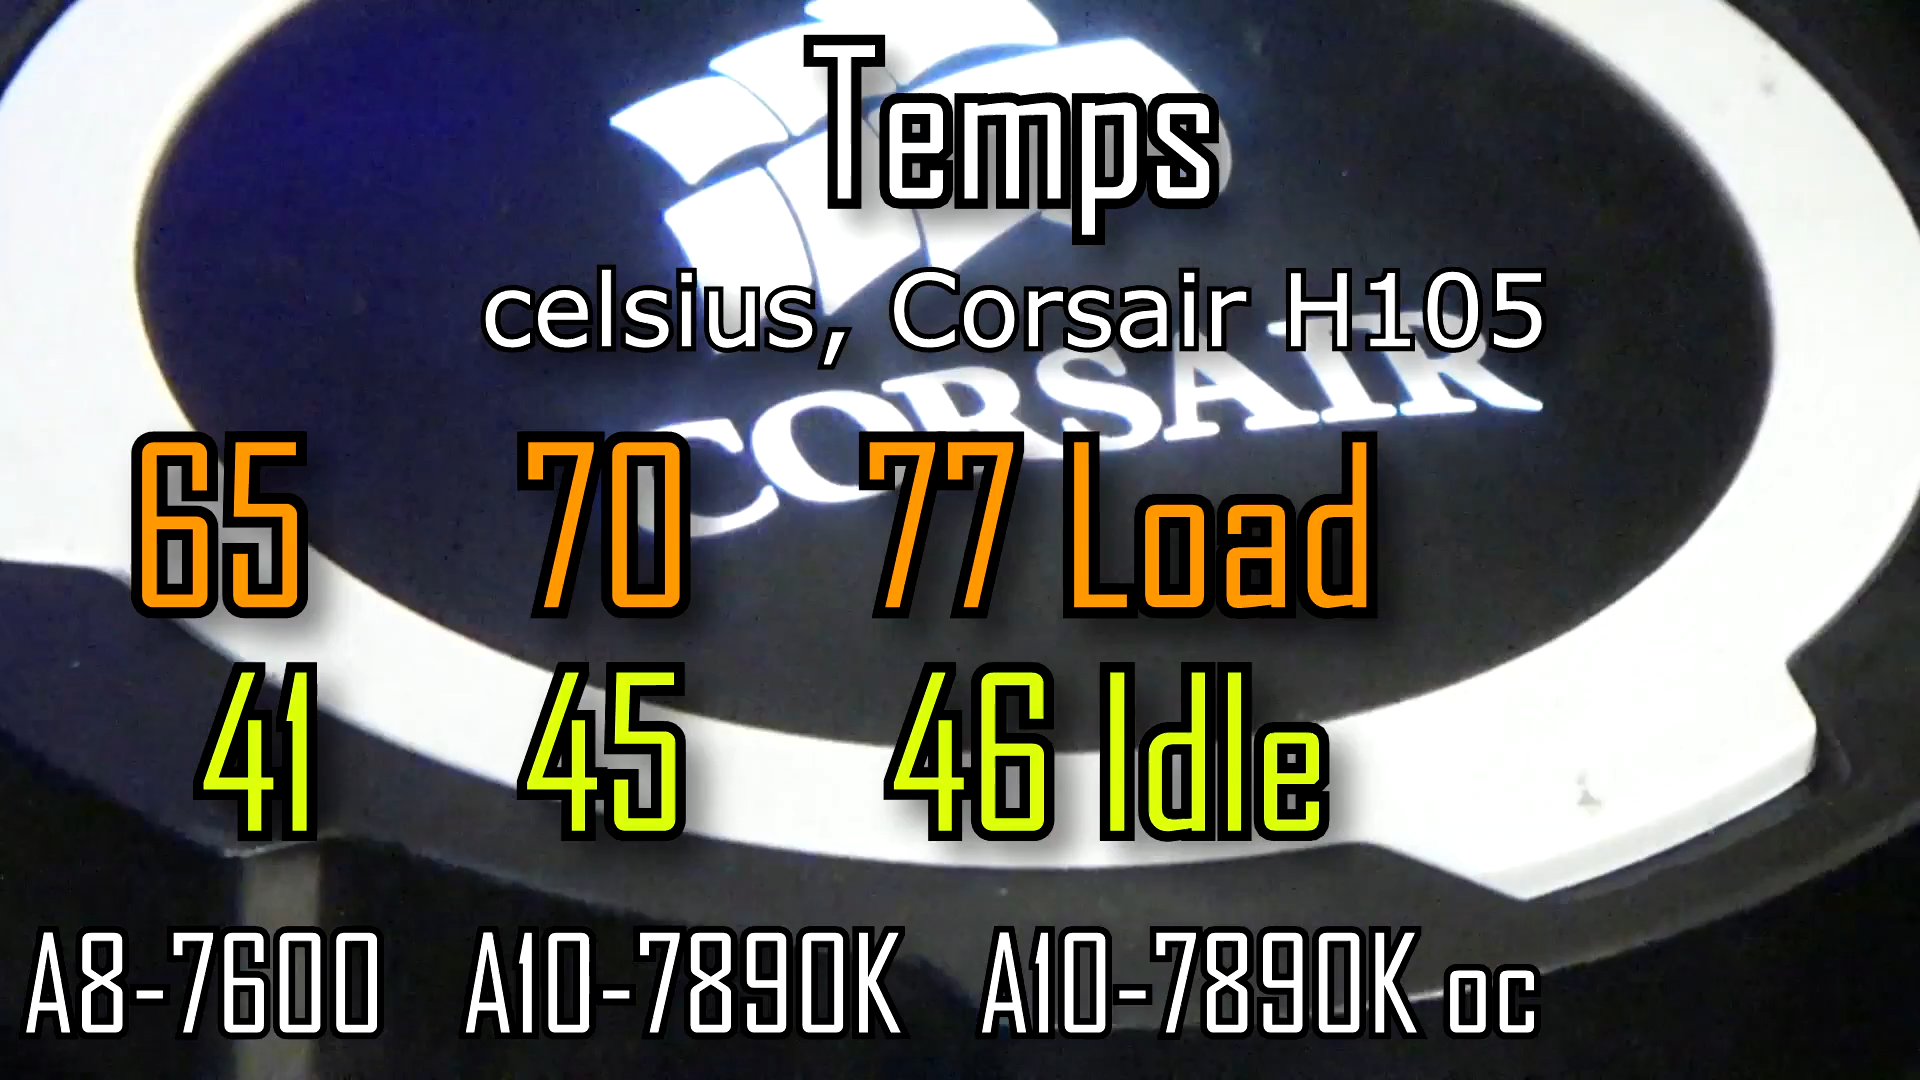 Temps
celsius, Corsair H105
CORSAIR
65 70 77 Load
41 45 46 Idle
A8-7600 A10-7890K A10-7890K oc